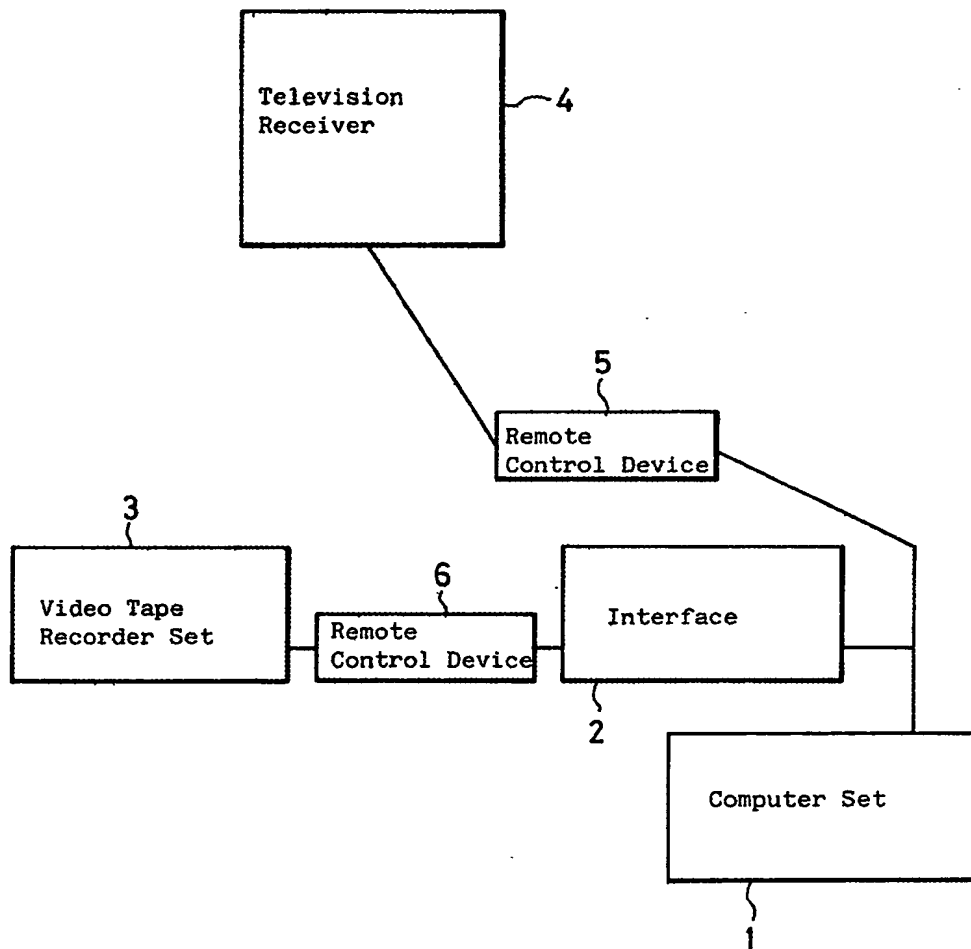 Television
Receiver
4
5
Remote
Control Device
3
Video Tape
Recorder Set
6
Remote
Control Device
Interface
2
Computer Set
1